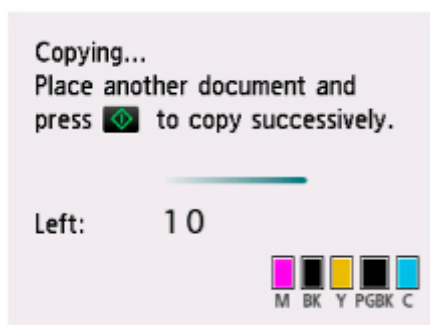 Copying...
Place another document and
press to copy successively.
Left: 10
M BK Y PGBK C